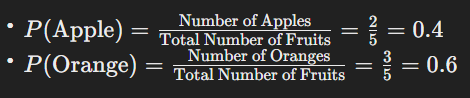 • P(Apple) = Number of Apples / Total Number of Fruits = 2/5 = 0.4
• P(Orange) = Number of Oranges / Total Number of Fruits = 3/5 = 0.6